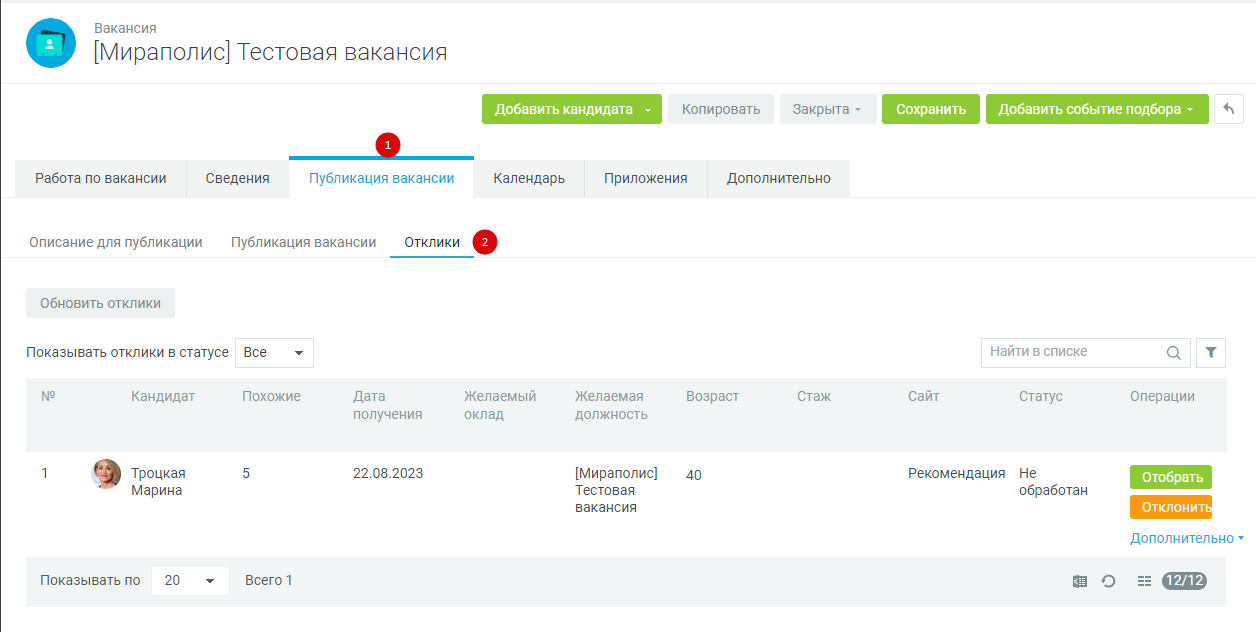 Вакансия
[Мираполис] Тестовая вакансия
Добавить кандидата
Копировать
Закрыта
Сохранить
Добавить событие подбора
1
Работа по вакансии
Сведения
Публикация вакансии
Календарь
Приложения
Дополнительно
Описание для публикации
Публикация вакансии
Отклики
2
Обновить отклики
Показывать отклики в статусе
Все
Найти в списке
№
Кандидат
Похожие
Дата
получения
Желаемый
оклад
Желаемая
должность
Возраст
Стаж
Сайт
Статус
Операции
1
Троцкая
Марина
5
22.08.2023
[Мираполис]
Тестовая
вакансия
40
Рекомендация
Не
обработан
Отобрать
Отклонить
Дополнительно
Показывать по
20
Всего 1
12/12